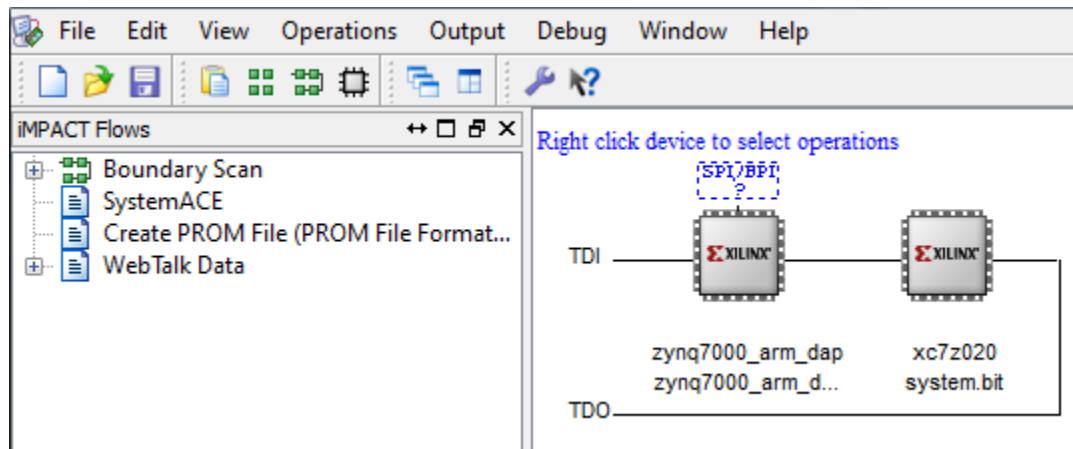 File Edit View Operations Output Debug Window Help
iMPACT Flows
Boundary Scan
SystemACE
Create PROM File (PROM File Format...
WebTalk Data
Right click device to select operations
SPI/BPI
?
TDI
XILINX
XILINX
zynq7000_arm_dap
xc7z020
zynq7000_arm_d...
system.bit
TDO